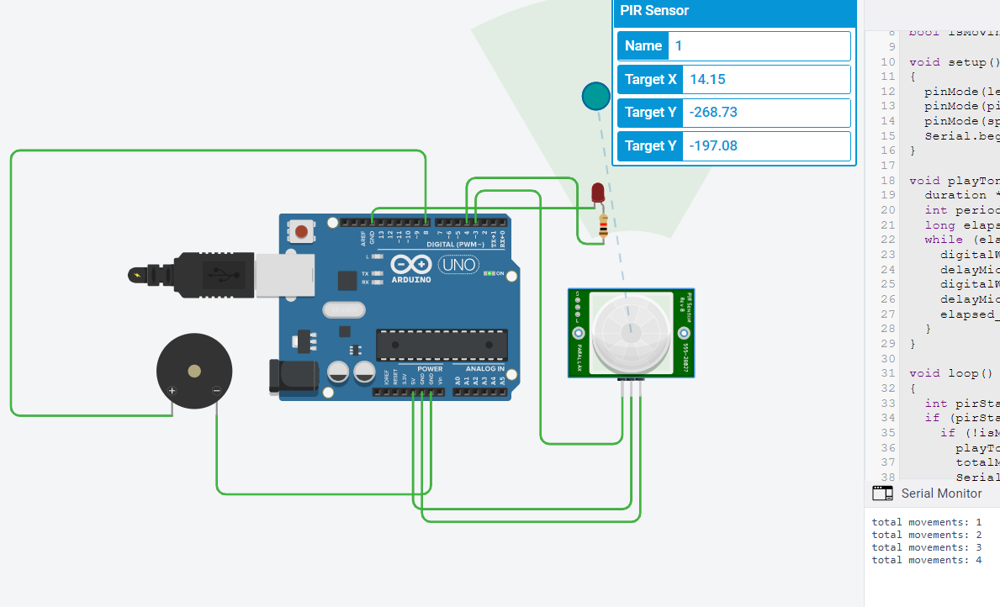 PIR Sensor
Name 1
Target X 14.15
Target Y -268.73
Target Y -197.08
AREF
GND
13
12
~11
~10
~9
8
7
~6
~5
4
~3
2
TX→1
RX←0
DIGITAL (PWM~)
L
TX
RX
ARDUINO
UNO
ON
IOREF
RESET
3.3V
5V
GND
GND
Vin
POWER
ANALOG IN
A0
A1
A2
A3
A4
A5
+
−
PIR Sensor
Rev B
555-28027
PARALLAX
9
10 void setup()
11 {
12 pinMode(le
13 pinMode(pi
14 pinMode(sp
15 Serial.beg
16 }
17
18 void playTon
19 duration *
20 int period
21 long elaps
22 while (ela
23 digitalW
24 delayMic
25 digitalW
26 delayMic
27 elapsed_
28 }
29 }
30
31 void loop()
32 {
33 int pirSta
34 if (pirSta
35 if (!isM
36 playTo
37 totalM
38 Serial
Serial Monitor
total movements: 1
total movements: 2
total movements: 3
total movements: 4